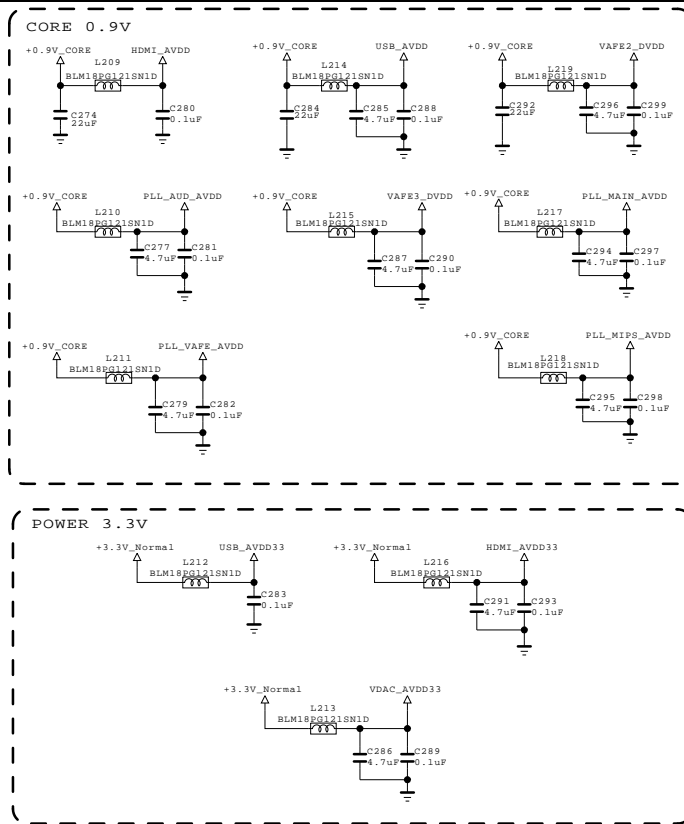 CORE 0.9V
+0.9V_CORE
HDMI_AVDD
L209
BLM18PG121SN1D
C274
22uF
C280
0.1uF
+0.9V_CORE
USB_AVDD
L214
BLM18PG121SN1D
C284
22uF
C285
4.7uF
C288
0.1uF
+0.9V_CORE
VAFE2_DVDD
L219
BLM18PG121SN1D
C292
22uF
C296
4.7uF
C299
0.1uF
+0.9V_CORE
PLL_AUD_AVDD
L210
BLM18PG121SN1D
C277
4.7uF
C281
0.1uF
+0.9V_CORE
VAFE3_DVDD
L215
BLM18PG121SN1D
C287
4.7uF
C290
0.1uF
+0.9V_CORE
PLL_MAIN_AVDD
L217
BLM18PG121SN1D
C294
4.7uF
C297
0.1uF
+0.9V_CORE
PLL_VAFE_AVDD
L211
BLM18PG121SN1D
C279
4.7uF
C282
0.1uF
+0.9V_CORE
PLL_MIPS_AVDD
L218
BLM18PG121SN1D
C295
4.7uF
C298
0.1uF
POWER 3.3V
+3.3V_Normal
USB_AVDD33
L212
BLM18PG121SN1D
C283
0.1uF
+3.3V_Normal
HDMI_AVDD33
L216
BLM18PG121SN1D
C291
4.7uF
C293
0.1uF
+3.3V_Normal
VDAC_AVDD33
L213
BLM18PG121SN1D
C286
4.7uF
C289
0.1uF